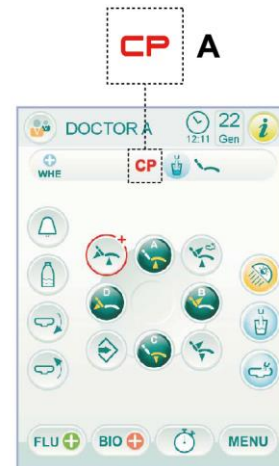 CP A
DOCTOR A 12:11 22 Gen i
WHE CP
A
D B
C
FLU BIO MENU